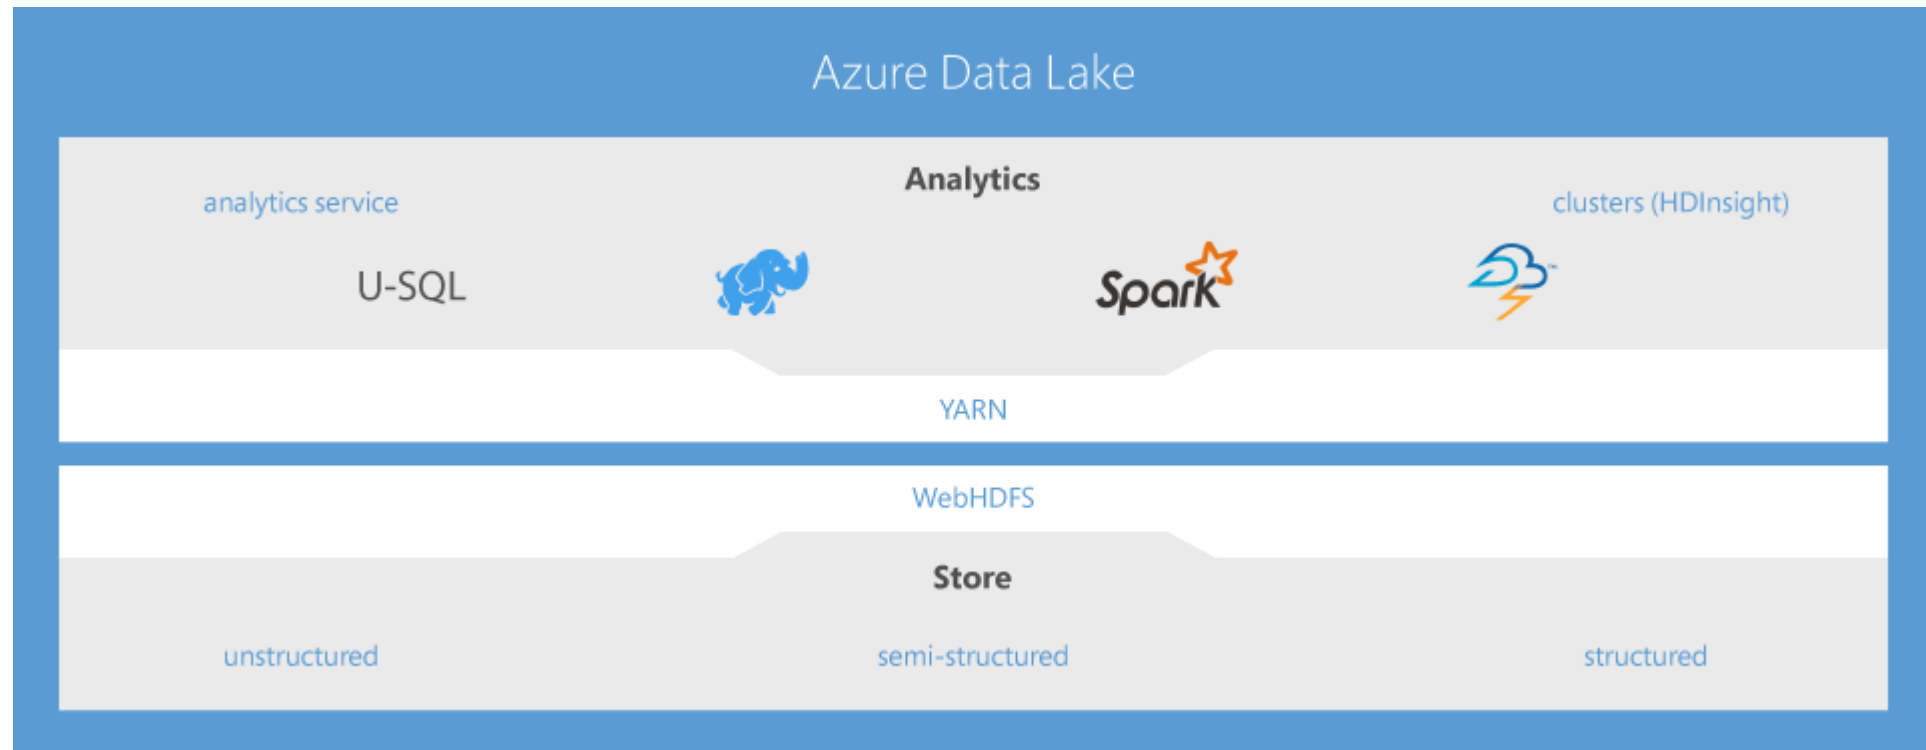 Azure Data Lake
Analytics
analytics service
clusters (HDInsight)
U-SQL
Spark
YARN
WebHDFS
Store
unstructured
semi-structured
structured